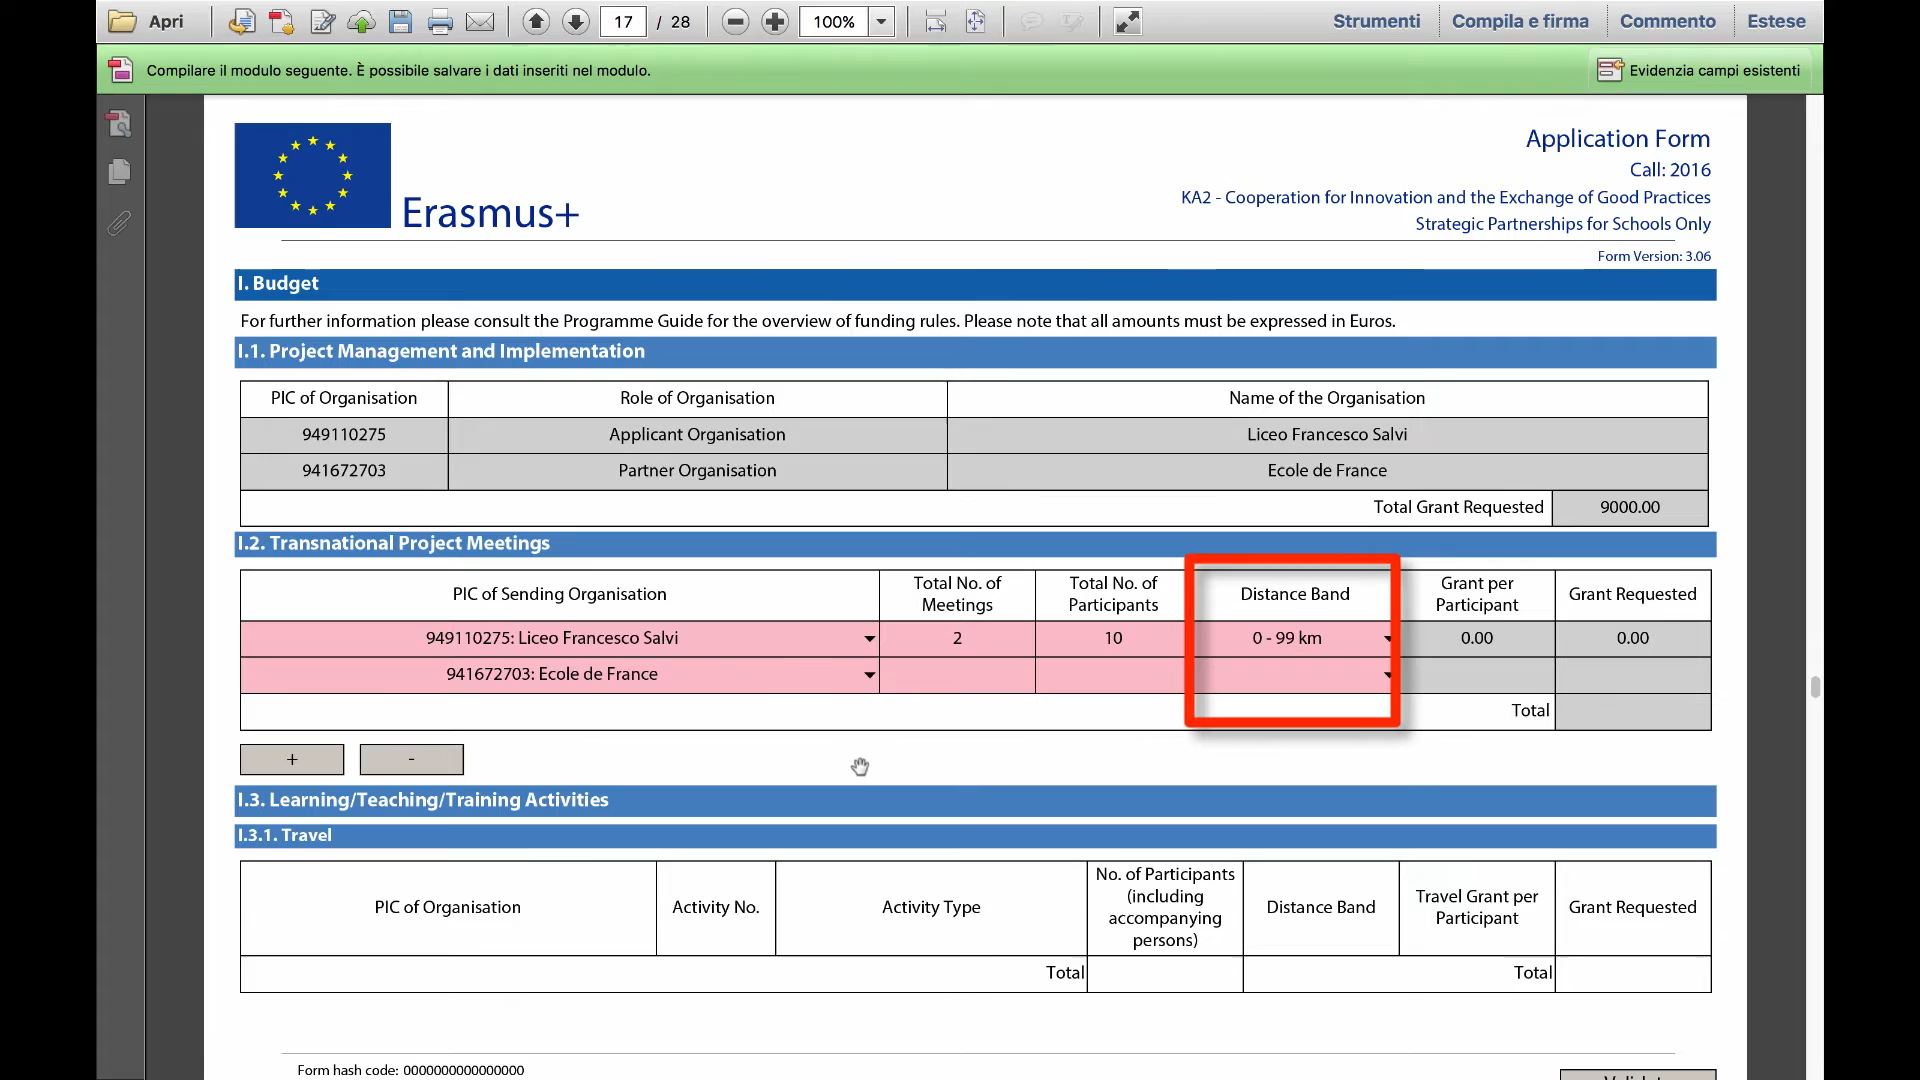 Apri 17 / 28 100% Strumenti Compila e firma Commento Estese
Compilare il modulo seguente. È possibile salvare i dati inseriti nel modulo. Evidenzia campi esistenti
Application Form
Call: 2016
KA2 - Cooperation for Innovation and the Exchange of Good Practices
Erasmus+
Strategic Partnerships for Schools Only
Form Version: 3.06
I. Budget
For further information please consult the Programme Guide for the overview of funding rules. Please note that all amounts must be expressed in Euros.
I.1. Project Management and Implementation
PIC of Organisation Role of Organisation Name of the Organisation
949110275 Applicant Organisation Liceo Francesco Salvi
941672703 Partner Organisation Ecole de France
Total Grant Requested 9000.00
I.2. Transnational Project Meetings
PIC of Sending Organisation Total No. of Meetings Total No. of Participants Distance Band Grant per Participant Grant Requested
949110275: Liceo Francesco Salvi 2 10 0 - 99 km 0.00 0.00
941672703: Ecole de France
Total
+ -
I.3. Learning/Teaching/Training Activities
I.3.1. Travel
PIC of Organisation Activity No. Activity Type No. of Participants (including accompanying persons) Distance Band Travel Grant per Participant Grant Requested
Total Total
Form hash code: 0000000000000000